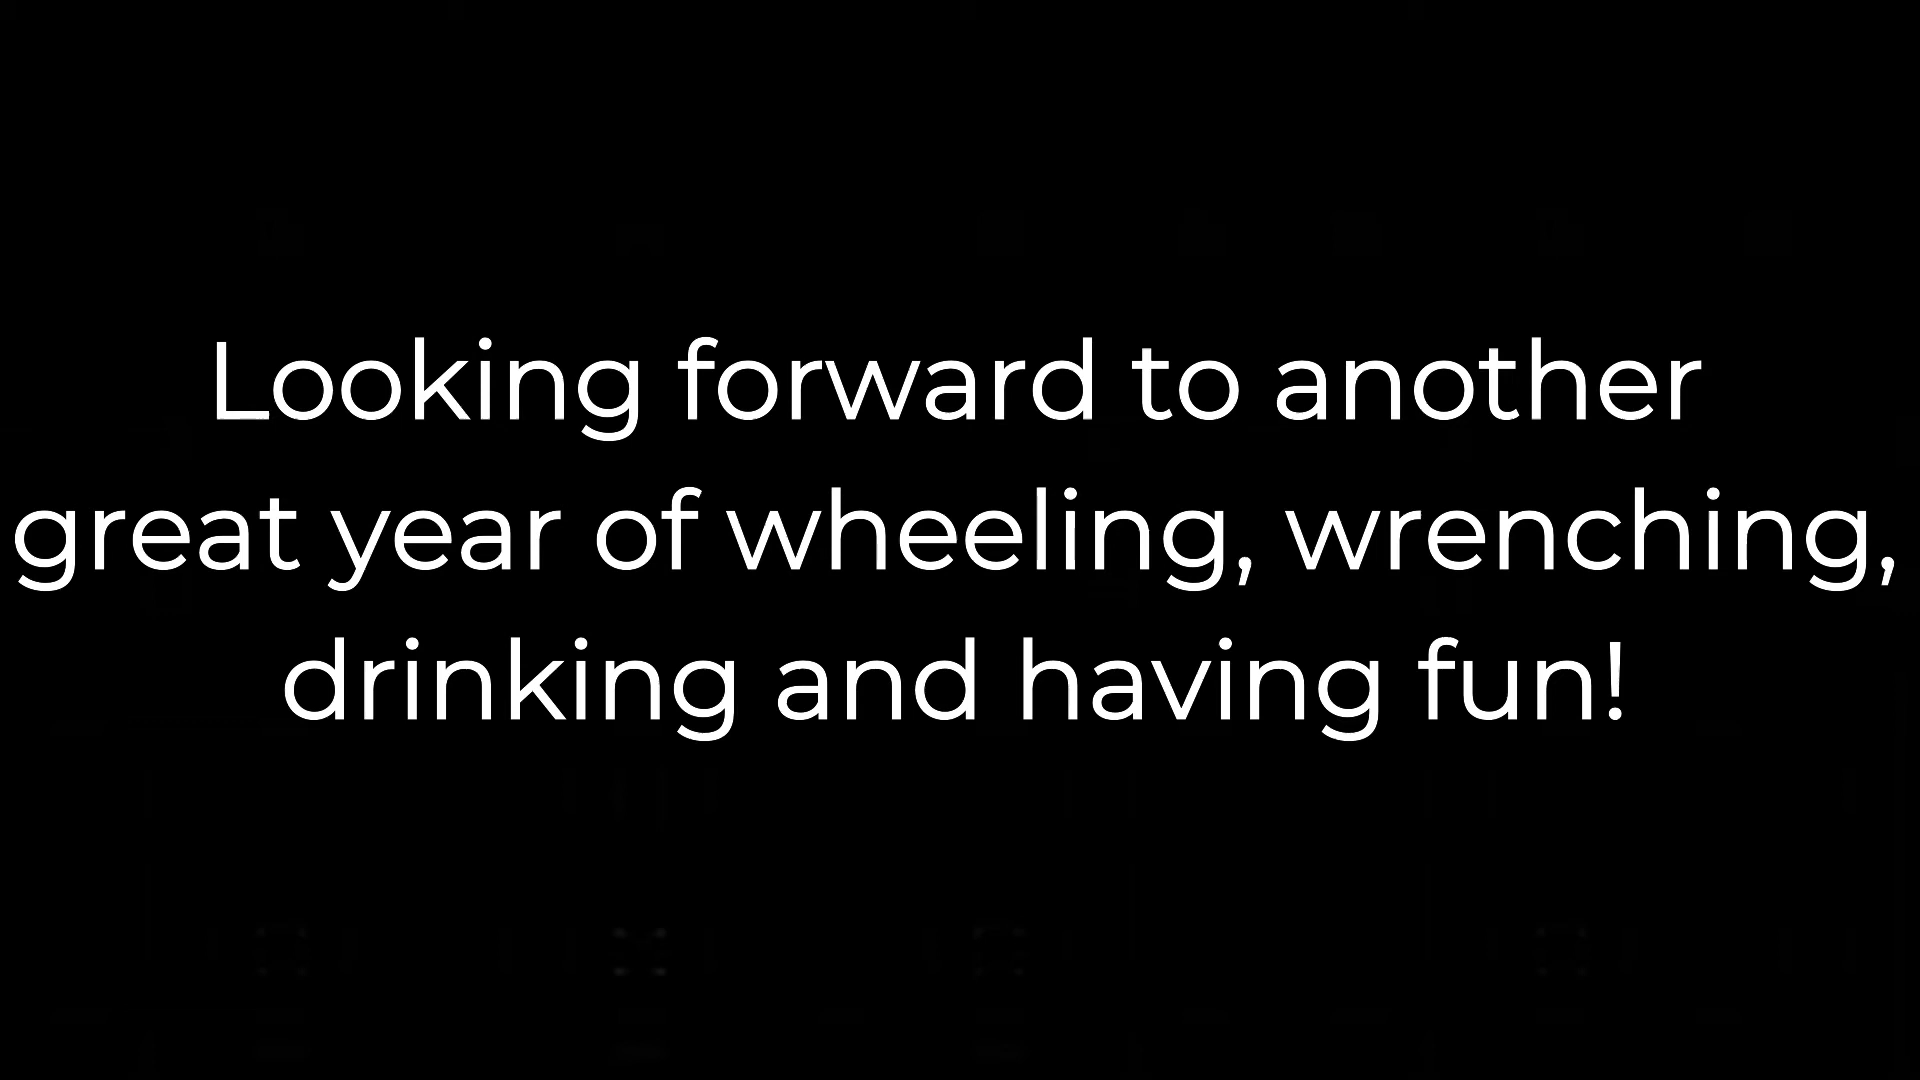 Looking forward to another
great year of wheeling, wrenching,
drinking and having fun!